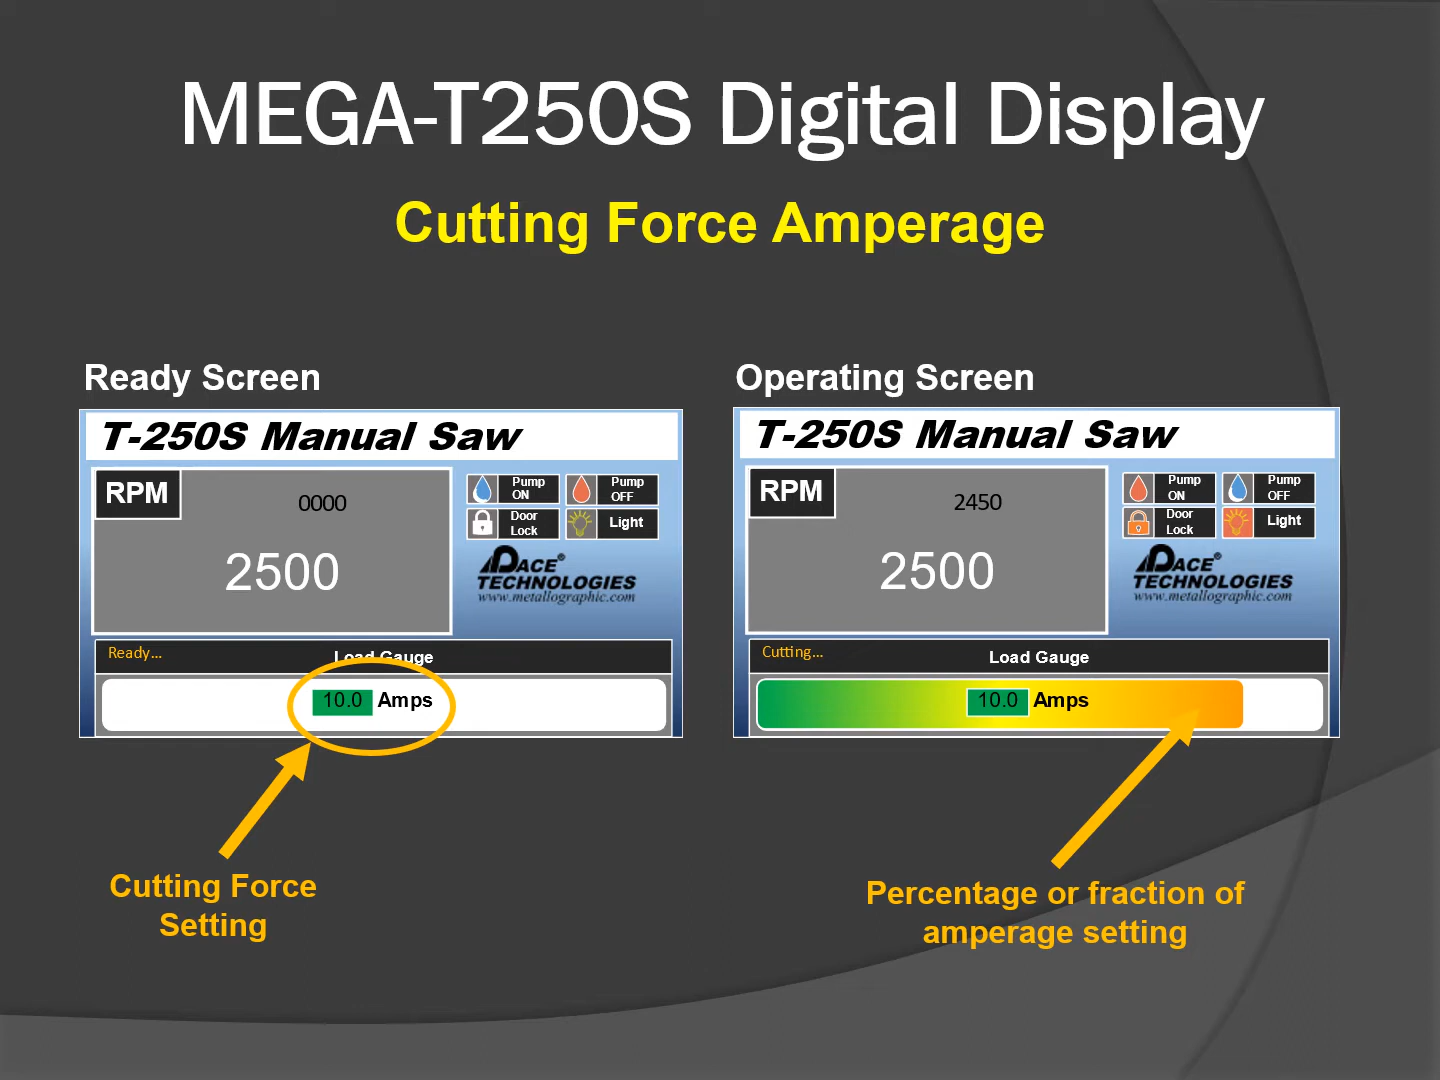 MEGA-T250S Digital Display
Cutting Force Amperage
Ready Screen
T-250S Manual Saw
RPM
0000
2500
Pump ON
Pump OFF
Door Lock
Light
PACE
TECHNOLOGIES
www.metallographic.com
Ready...
Load Gauge
10.0 Amps
Cutting Force
Setting
Operating Screen
T-250S Manual Saw
RPM
2450
2500
Pump ON
Pump OFF
Door Lock
Light
PACE
TECHNOLOGIES
www.metallographic.com
Cutting...
Load Gauge
10.0 Amps
Percentage or fraction of
amperage setting